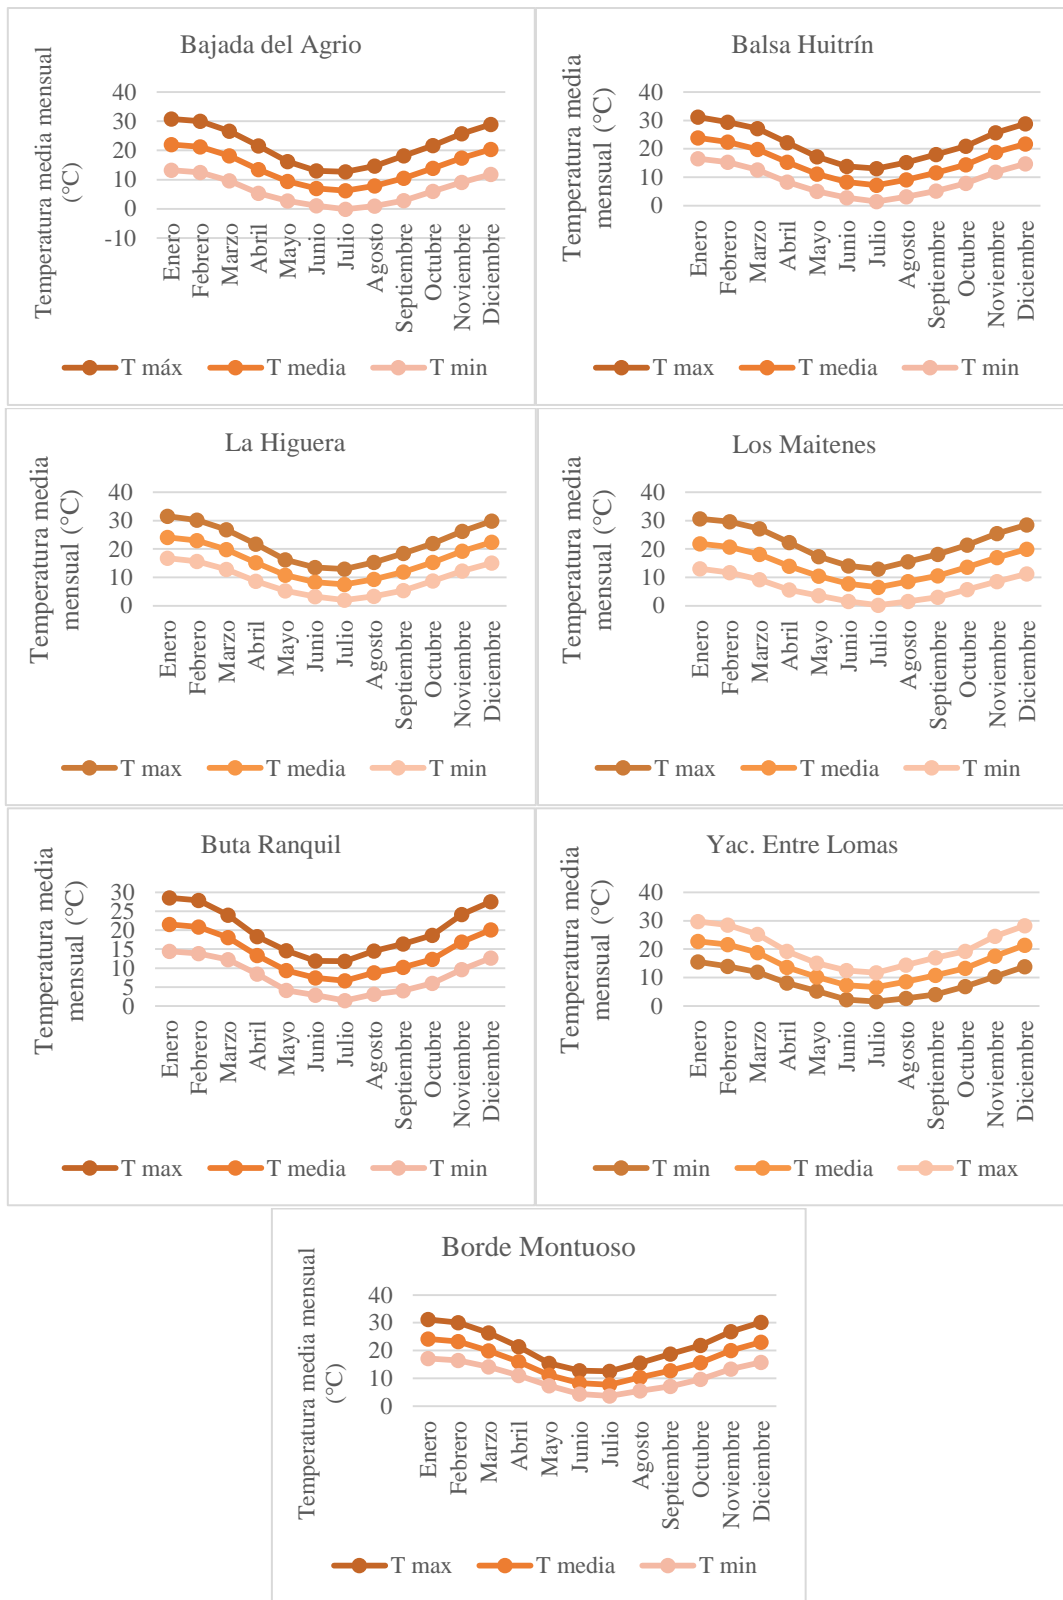 Bajada del Agrio
Temperatura media mensual
(°C)
40
30
20
10
0
-10
Enero
Febrero
Marzo
Abril
Mayo
Junio
Julio
Agosto
Septiembre
Octubre
Noviembre
Diciembre
T máx
T media
T min
Balsa Huitrín
Temperatura media
mensual (°C)
40
30
20
10
0
Enero
Febrero
Marzo
Abril
Mayo
Junio
Julio
Agosto
Septiembre
Octubre
Noviembre
Diciembre
T max
T media
T min
La Higuera
Temperatura media
mensual (°C)
40
30
20
10
0
Enero
Febrero
Marzo
Abril
Mayo
Junio
Julio
Agosto
Septiembre
Octubre
Noviembre
Diciembre
T max
T media
T min
Los Maitenes
Temperatura media
mensual (°C)
40
30
20
10
0
Enero
Febrero
Marzo
Abril
Mayo
Junio
Julio
Agosto
Septiembre
Octubre
Noviembre
Diciembre
T max
T media
T min
Buta Ranquil
Temperatura media
mensual (°C)
30
25
20
15
10
5
0
Enero
Febrero
Marzo
Abril
Mayo
Junio
Julio
Agosto
Septiembre
Octubre
Noviembre
Diciembre
T max
T media
T min
Yac. Entre Lomas
Temperatura media
mensual (°C)
40
30
20
10
0
Enero
Febrero
Marzo
Abril
Mayo
Junio
Julio
Agosto
Septiembre
Octubre
Noviembre
Diciembre
T min
T media
T max
Borde Montuoso
Temperatura media mensual
(°C)
40
30
20
10
0
Enero
Febrero
Marzo
Abril
Mayo
Junio
Julio
Agosto
Septiembre
Octubre
Noviembre
Diciembre
T max
T media
T min